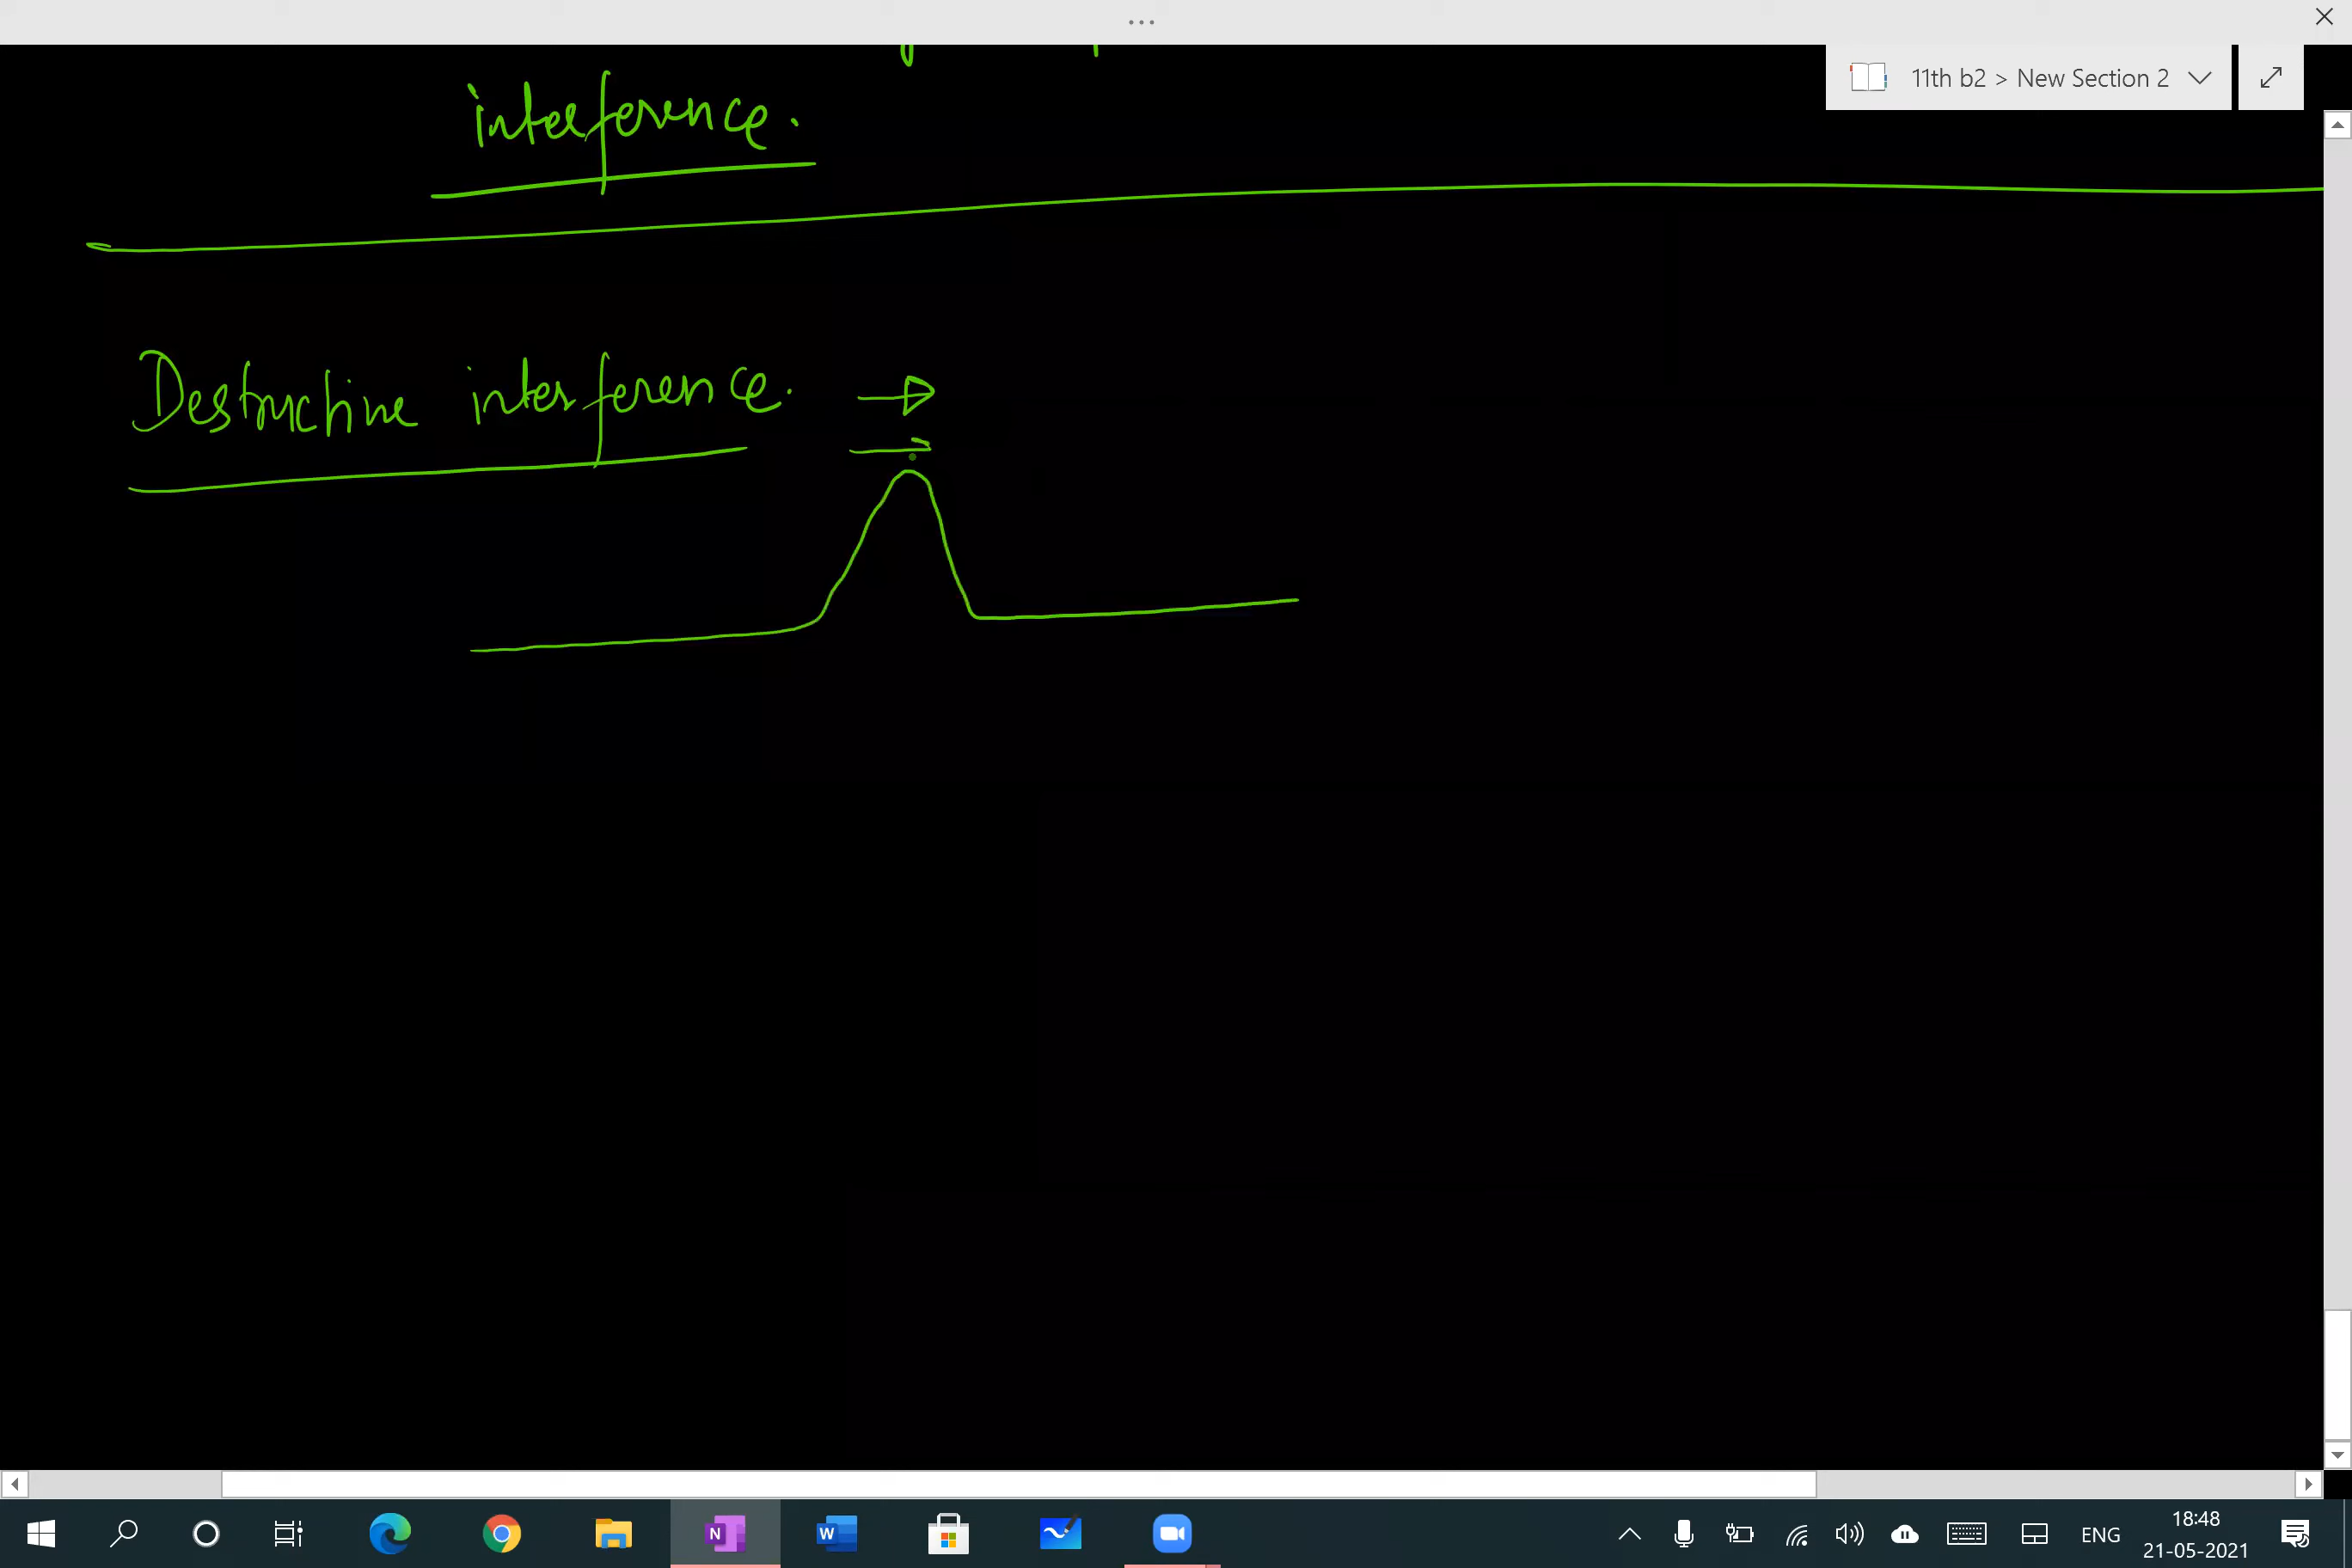 11th b2 > New Section 2
interference.
Destructive interference.
ENG
18:48
21-05-2021